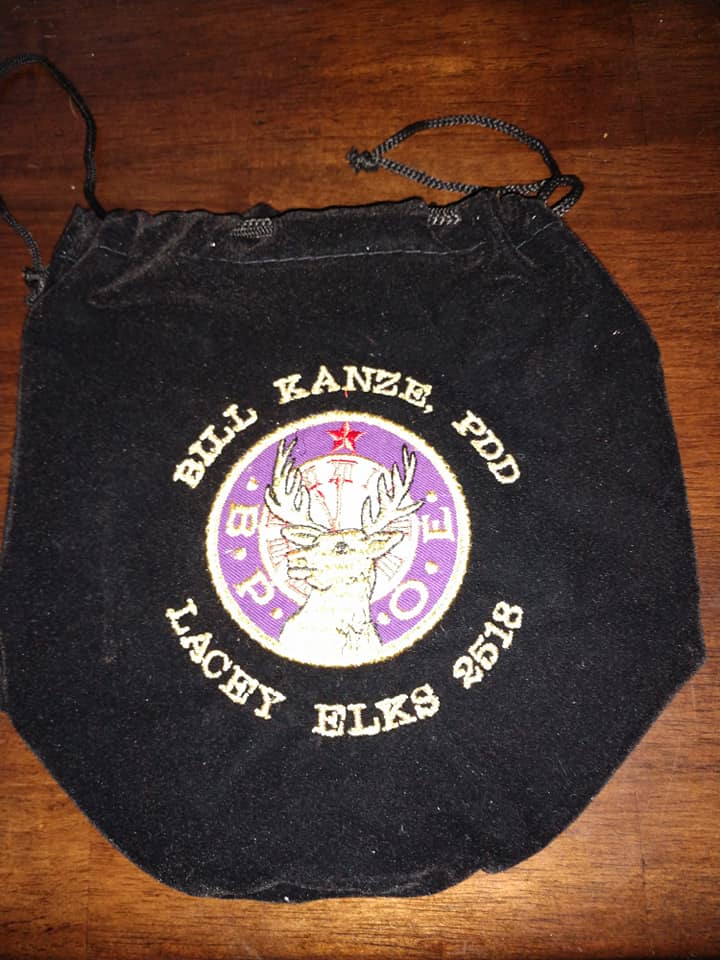 BILL KANZE, PDD
B·P·O·E·
LACEY ELKS 2518